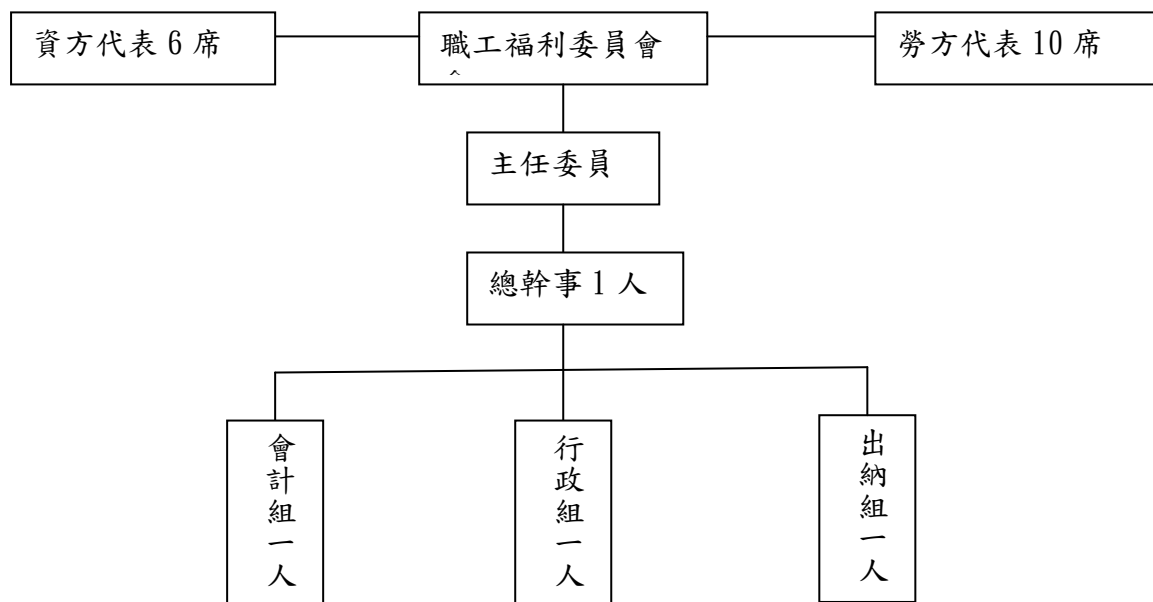 資方代表 6 席
職工福利委員會
勞方代表 10 席
主任委員
總幹事 1 人
會計組一人
行政組一人
出納組一人